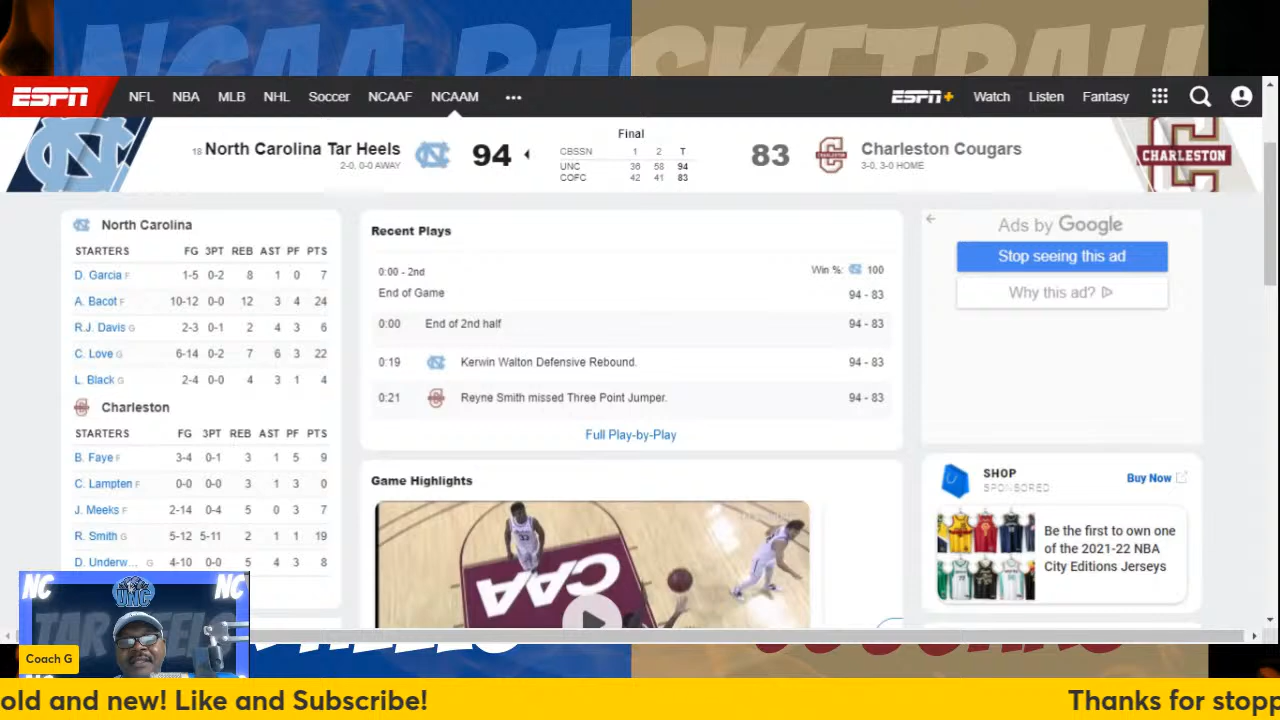 NCAA BASKETBALL
ESPN NFL NBA MLB NHL Soccer NCAAF NCAAM ... ESPN+ Watch Listen Fantasy
18 North Carolina Tar Heels
2-0, 0-0 AWAY
94
Final
CBSSN 1 2 T
UNC 36 58 94
COFC 42 41 83
83
CHARLESTON
Charleston Cougars
3-0, 3-0 HOME
CHARLESTON
North Carolina
STARTERS FG 3PT REB AST PF PTS
D. Garcia F 1-5 0-2 8 1 0 7
A. Bacot F 10-12 0-0 12 3 4 24
R.J. Davis G 2-3 0-1 2 4 3 6
C. Love G 6-14 0-2 7 6 3 22
L. Black G 2-4 0-0 4 3 1 4
Charleston
STARTERS FG 3PT REB AST PF PTS
B. Faye F 3-4 0-1 3 1 5 9
C. Lampten F 0-0 0-0 3 1 3 0
J. Meeks F 2-14 0-4 5 0 3 7
R. Smith G 5-12 5-11 2 1 1 19
D. Underw... G 4-10 0-0 5 4 3 8
Recent Plays
0:00 - 2nd Win %: 100
End of Game 94 - 83
0:00 End of 2nd half 94 - 83
0:19 Kerwin Walton Defensive Rebound. 94 - 83
0:21 Reyne Smith missed Three Point Jumper. 94 - 83
Full Play-by-Play
Game Highlights
33
CAA
Ads by Google
Stop seeing this ad
Why this ad?
SHOP
SPONSORED
Buy Now
Be the first to own one
of the 2021-22 NBA
City Editions Jerseys
NC NC
UNC
TAR HEELS
Coach G
NC
old and new! Like and Subscribe! Thanks for stopp